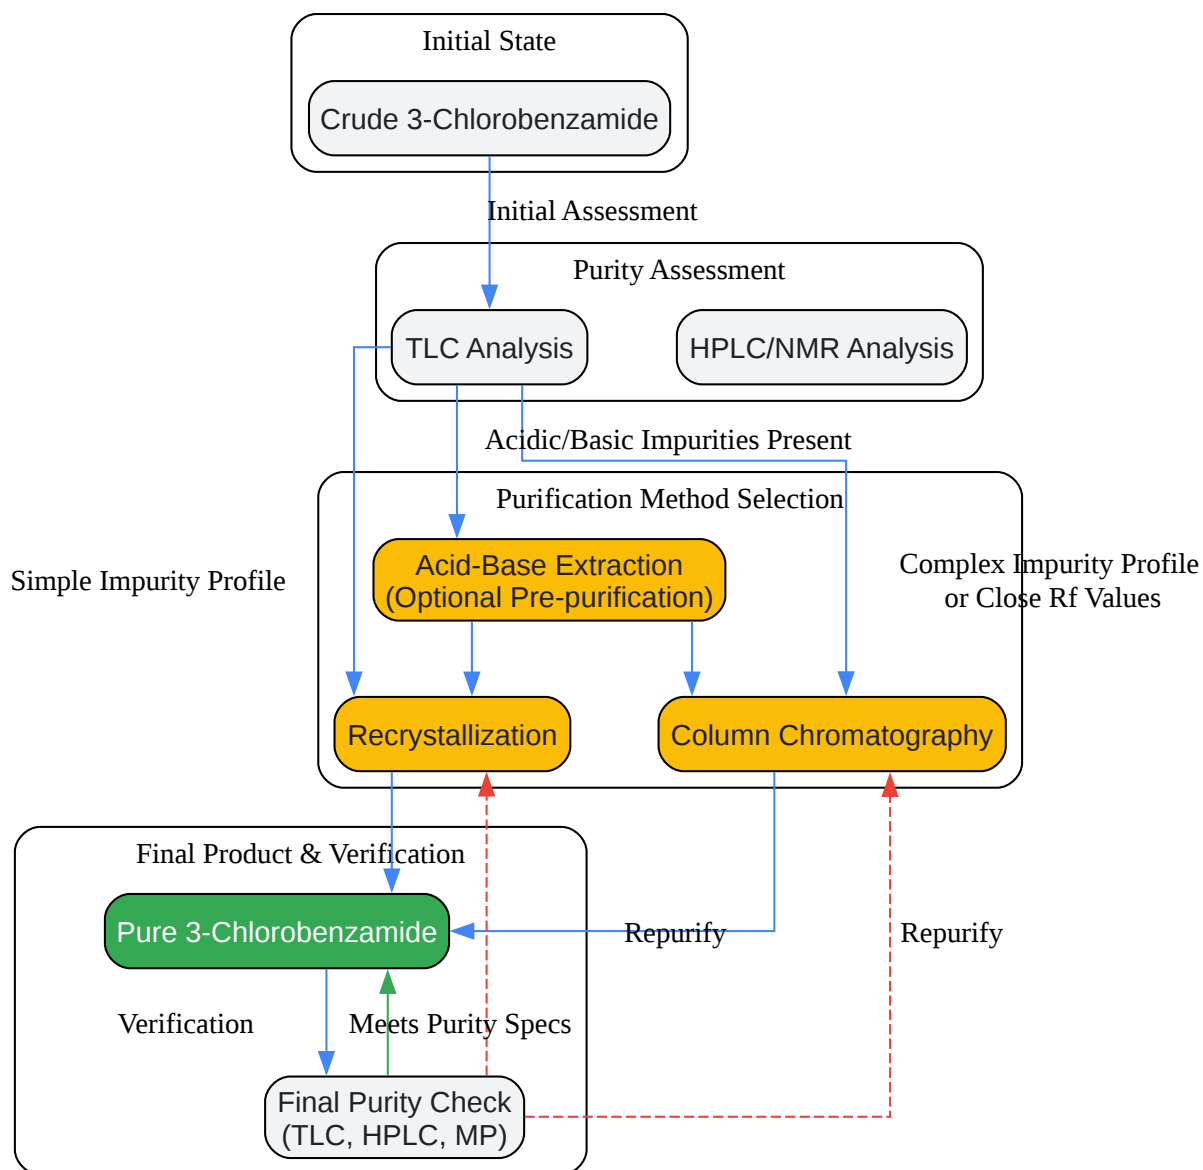 Initial State
Crude 3-Chlorobenzamide
Initial Assessment
Purity Assessment
TLC Analysis
HPLC/NMR Analysis
Acidic/Basic Impurities Present
Purification Method Selection
Simple Impurity Profile
Acid-Base Extraction
(Optional Pre-purification)
Complex Impurity Profile
or Close Rf Values
Recrystallization
Column Chromatography
Final Product & Verification
Pure 3-Chlorobenzamide
Repurify
Repurify
Verification
Meets Purity Specs
Final Purity Check
(TLC, HPLC, MP)